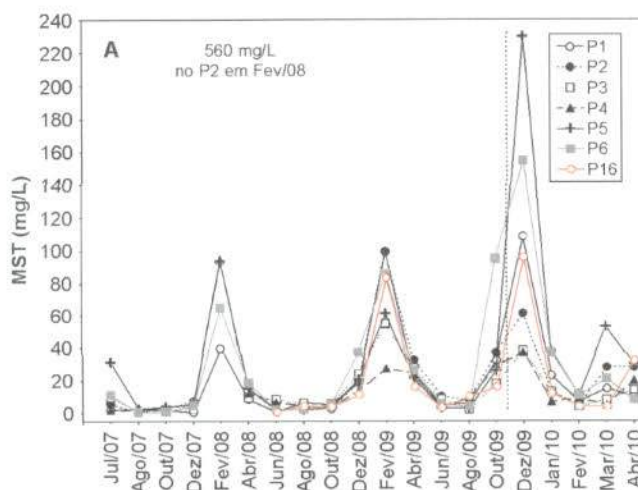 A
560 mg/L
no P2 em Fev/08
MST (mg/L)
240
220
200
180
160
140
120
100
80
60
40
20
0
P1
P2
P3
P4
P5
P6
P16
Jul/07
Ago/07
Out/07
Dez/07
Fev/08
Abr/08
Jun/08
Ago/08
Out/08
Dez/08
Fev/09
Abr/09
Jun/09
Ago/09
Out/09
Dez/09
Jan/10
Fev/10
Mar/10
Abr/10